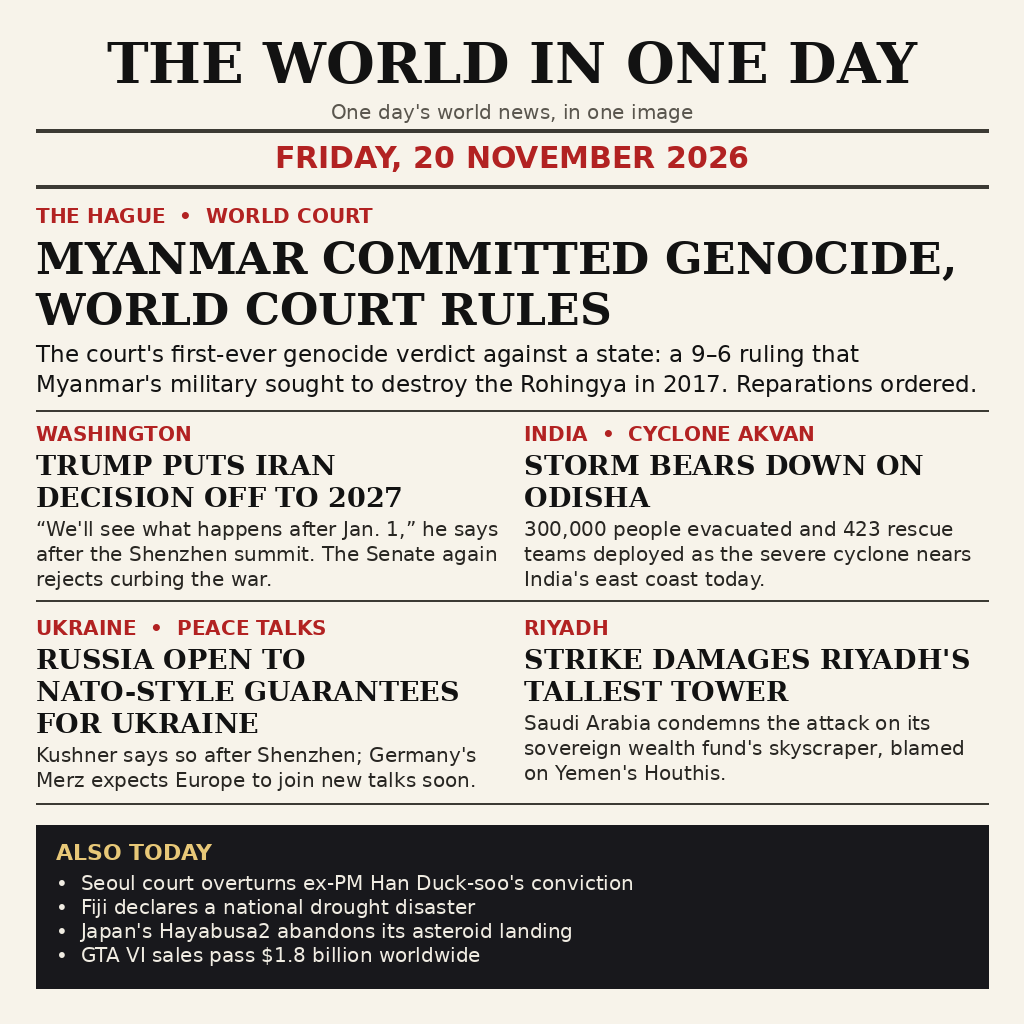 THE WORLD IN ONE DAY
One day's world news, in one image
FRIDAY, 20 NOVEMBER 2026
THE HAGUE • WORLD COURT
MYANMAR COMMITTED GENOCIDE,
WORLD COURT RULES
The court's first-ever genocide verdict against a state: a 9–6 ruling that
Myanmar's military sought to destroy the Rohingya in 2017. Reparations ordered.
WASHINGTON
TRUMP PUTS IRAN
DECISION OFF TO 2027
“We'll see what happens after Jan. 1,” he says
after the Shenzhen summit. The Senate again
rejects curbing the war.
INDIA • CYCLONE AKVAN
STORM BEARS DOWN ON
ODISHA
300,000 people evacuated and 423 rescue
teams deployed as the severe cyclone nears
India's east coast today.
UKRAINE • PEACE TALKS
RUSSIA OPEN TO
NATO-STYLE GUARANTEES
FOR UKRAINE
Kushner says so after Shenzhen; Germany's
Merz expects Europe to join new talks soon.
RIYADH
STRIKE DAMAGES RIYADH'S
TALLEST TOWER
Saudi Arabia condemns the attack on its
sovereign wealth fund's skyscraper, blamed
on Yemen's Houthis.
ALSO TODAY
• Seoul court overturns ex-PM Han Duck-soo's conviction
• Fiji declares a national drought disaster
• Japan's Hayabusa2 abandons its asteroid landing
• GTA VI sales pass $1.8 billion worldwide